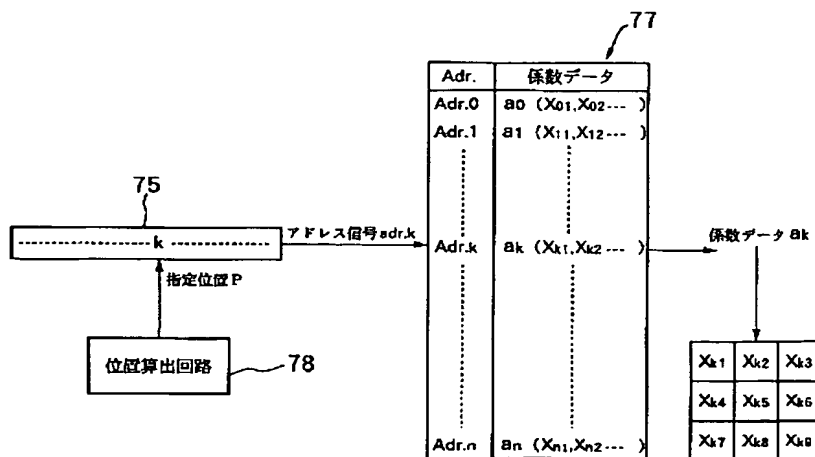 77
Adr. 係数データ
Adr.0 a0 (X01,X02--- )
Adr.1 a1 (X11,X12--- )
75
k
アドレス信号adr.k
Adr.k ak (Xk1,Xk2--- )
係数データ ak
指定位置P
位置算出回路
78
Xk1 Xk2 Xk3
Xk4 Xk5 Xk6
Xk7 Xk8 Xk9
Adr.n an (Xn1,Xn2--- )